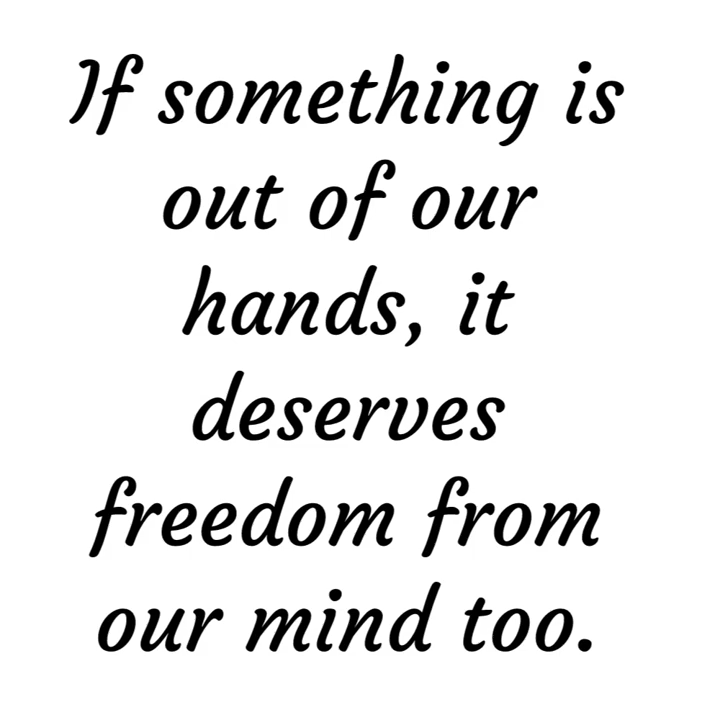 If something is
out of our
hands, it
deserves
freedom from
our mind too.